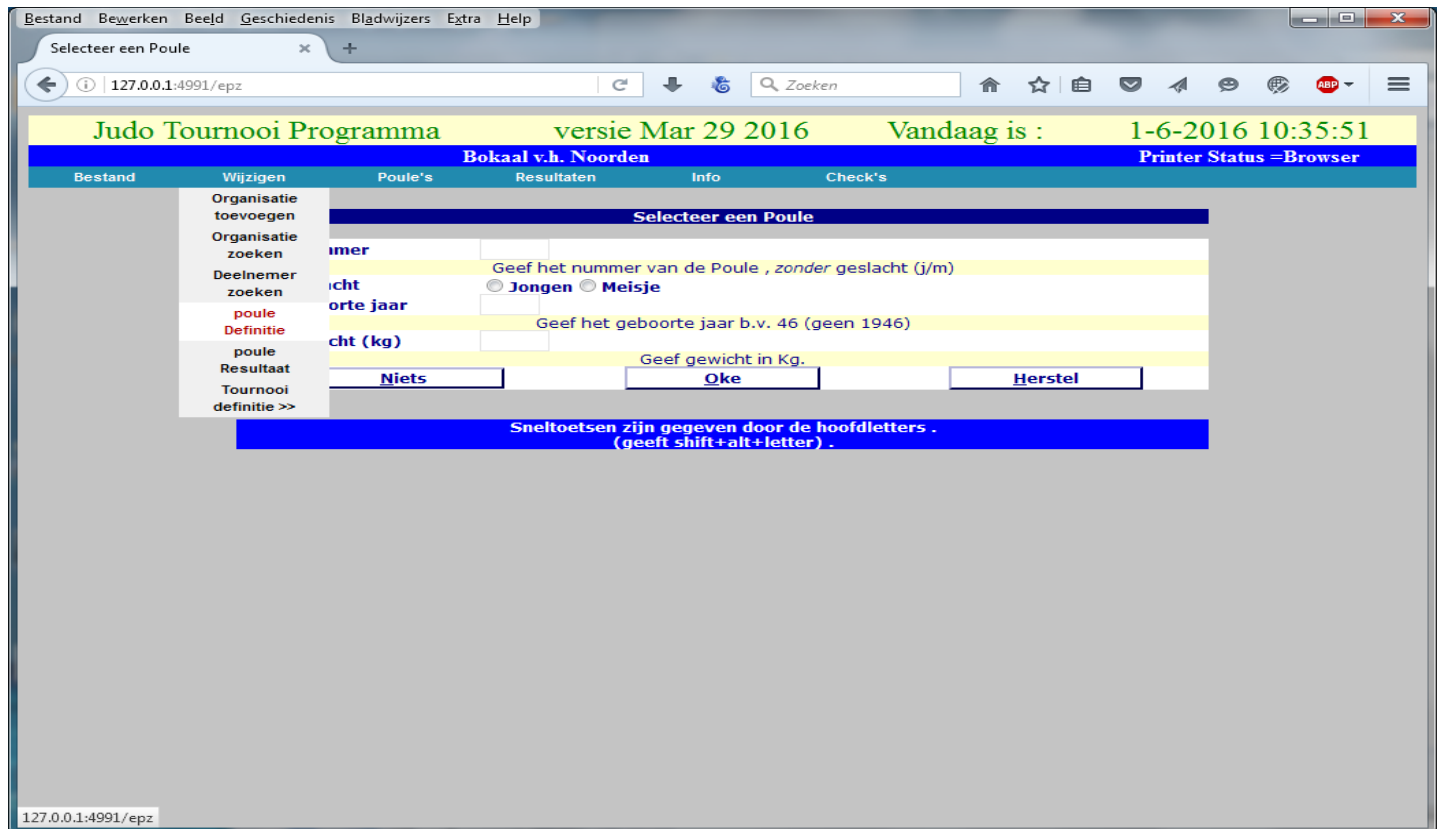 Bestand Bewerken Beeld Geschiedenis Bladwijzers Extra Help
Selecteer een Poule
127.0.0.1:4991/epz
Zoeken
ABP
Judo Tournooi Programma versie Mar 29 2016 Vandaag is : 1-6-2016 10:35:51
Bokaal v.h. Noorden Printer Status =Browser
Bestand Wijzigen Poule's Resultaten Info Check's
Organisatie
toevoegen
Organisatie
zoeken
Deelnemer
zoeken
poule
Definitie
poule
Resultaat
Tournooi
definitie >>
Selecteer een Poule
mmer
Geef het nummer van de Poule , zonder geslacht (j/m)
cht Jongen Meisje
orte jaar
Geef het geboorte jaar b.v. 46 (geen 1946)
cht (kg)
Geef gewicht in Kg.
Niets Oke Herstel
Sneltoetsen zijn gegeven door de hoofdletters .
(geeft shift+alt+letter) .
127.0.0.1:4991/epz